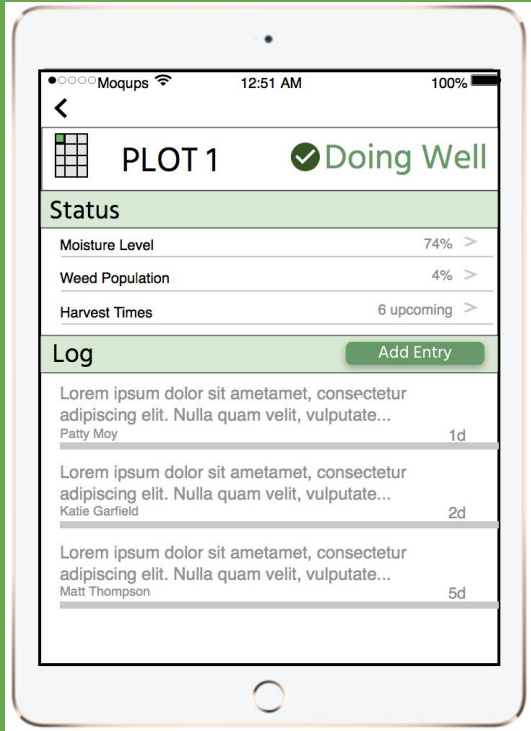 Moqups 12:51 AM 100%
PLOT 1 Doing Well
Status
Moisture Level 74% >
Weed Population 4% >
Harvest Times 6 upcoming >
Log Add Entry
Lorem ipsum dolor sit ametamet, consectetur
adipiscing elit. Nulla quam velit, vulputate...
Patty Moy 1d
Lorem ipsum dolor sit ametamet, consectetur
adipiscing elit. Nulla quam velit, vulputate...
Katie Garfield 2d
Lorem ipsum dolor sit ametamet, consectetur
adipiscing elit. Nulla quam velit, vulputate...
Matt Thompson 5d